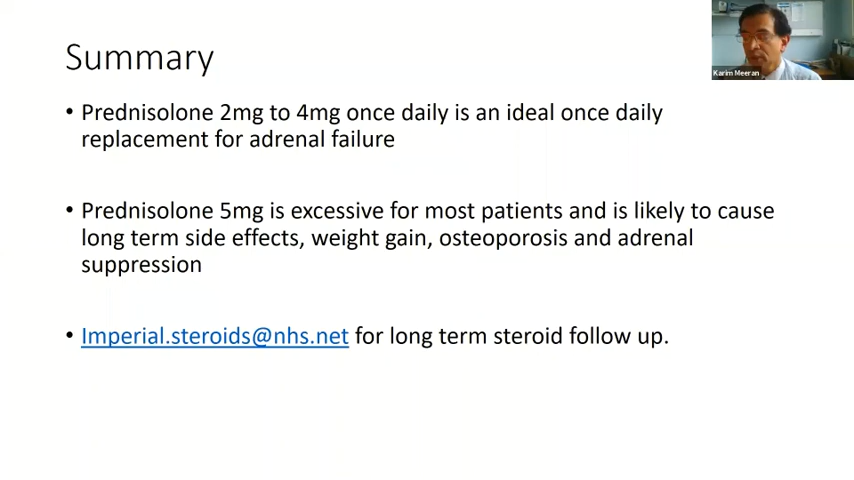 Summary
• Prednisolone 2mg to 4mg once daily is an ideal once daily
replacement for adrenal failure
• Prednisolone 5mg is excessive for most patients and is likely to cause
long term side effects, weight gain, osteoporosis and adrenal
suppression
• Imperial.steroids@nhs.net for long term steroid follow up.
Karim Meeran